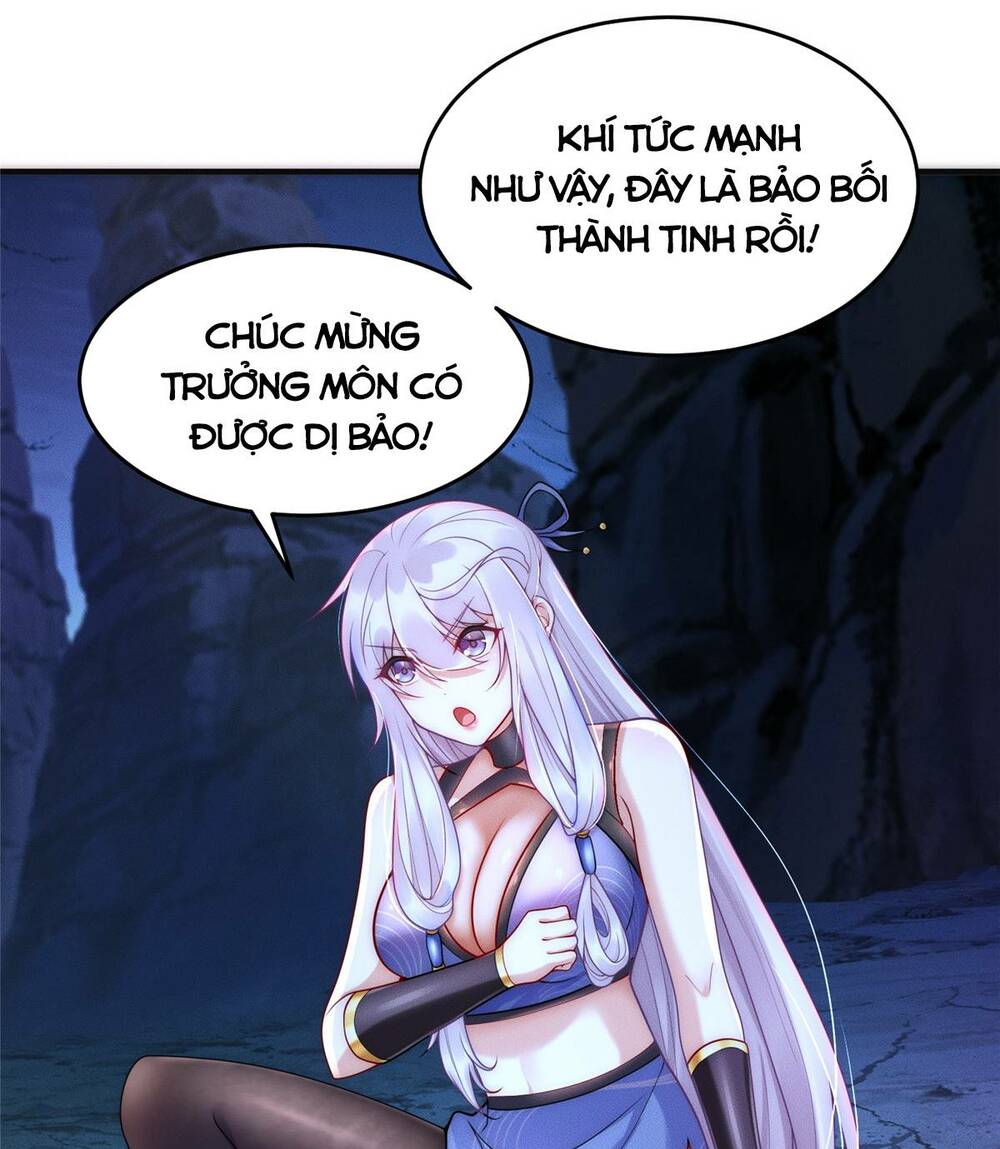 KHÍ TỨC MẠNH
NHƯ VẬY, ĐÂY LÀ BẢO BỐI
THÀNH TINH RỒI!
CHÚC MỪNG
TRƯỞNG MÔN CÓ
ĐƯỢC DỊ BẢO!